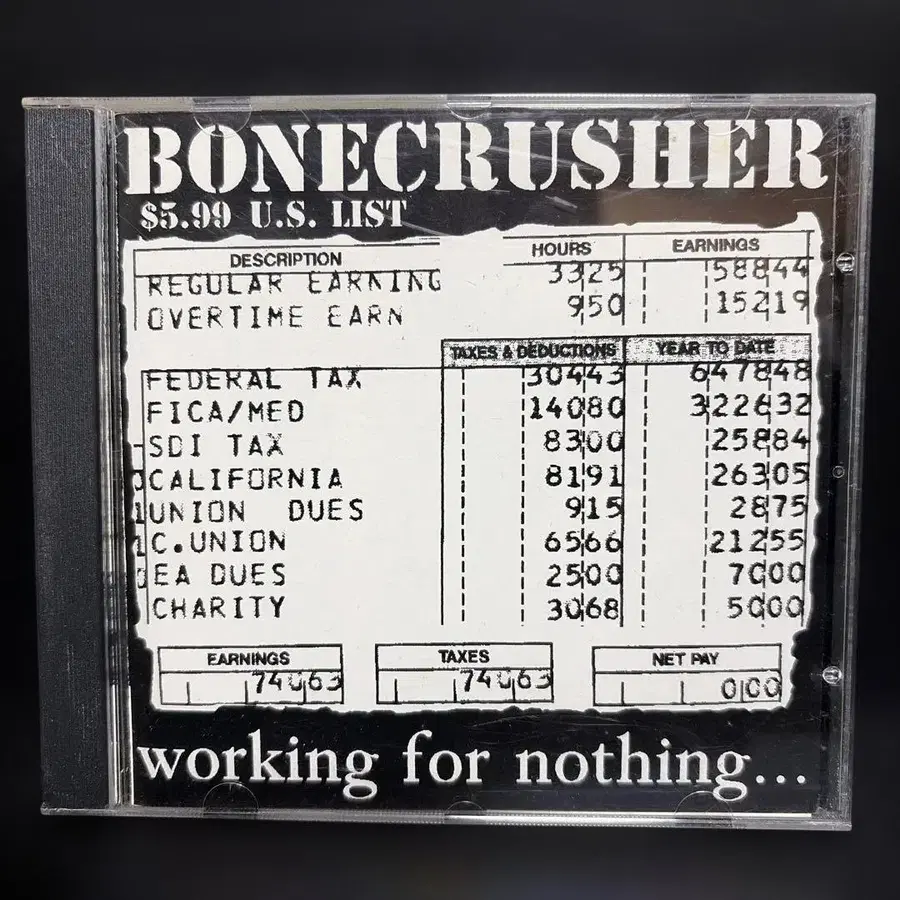 BONECRUSHER
$5.99 U.S. LIST
DESCRIPTION HOURS EARNINGS
REGULAR EARNING 3325 58844
OVERTIME EARN 950 15219
TAXES & DEDUCTIONS YEAR TO DATE
FEDERAL TAX 30443 647848
FICA/MED 14080 322632
SDI TAX 8300 25884
CALIFORNIA 8191 26305
UNION DUES 915 2875
C.UNION 6566 21255
EA DUES 2500 7000
CHARITY 3068 5000
EARNINGS TAXES NET PAY
74063 74063 0|00
working for nothing...